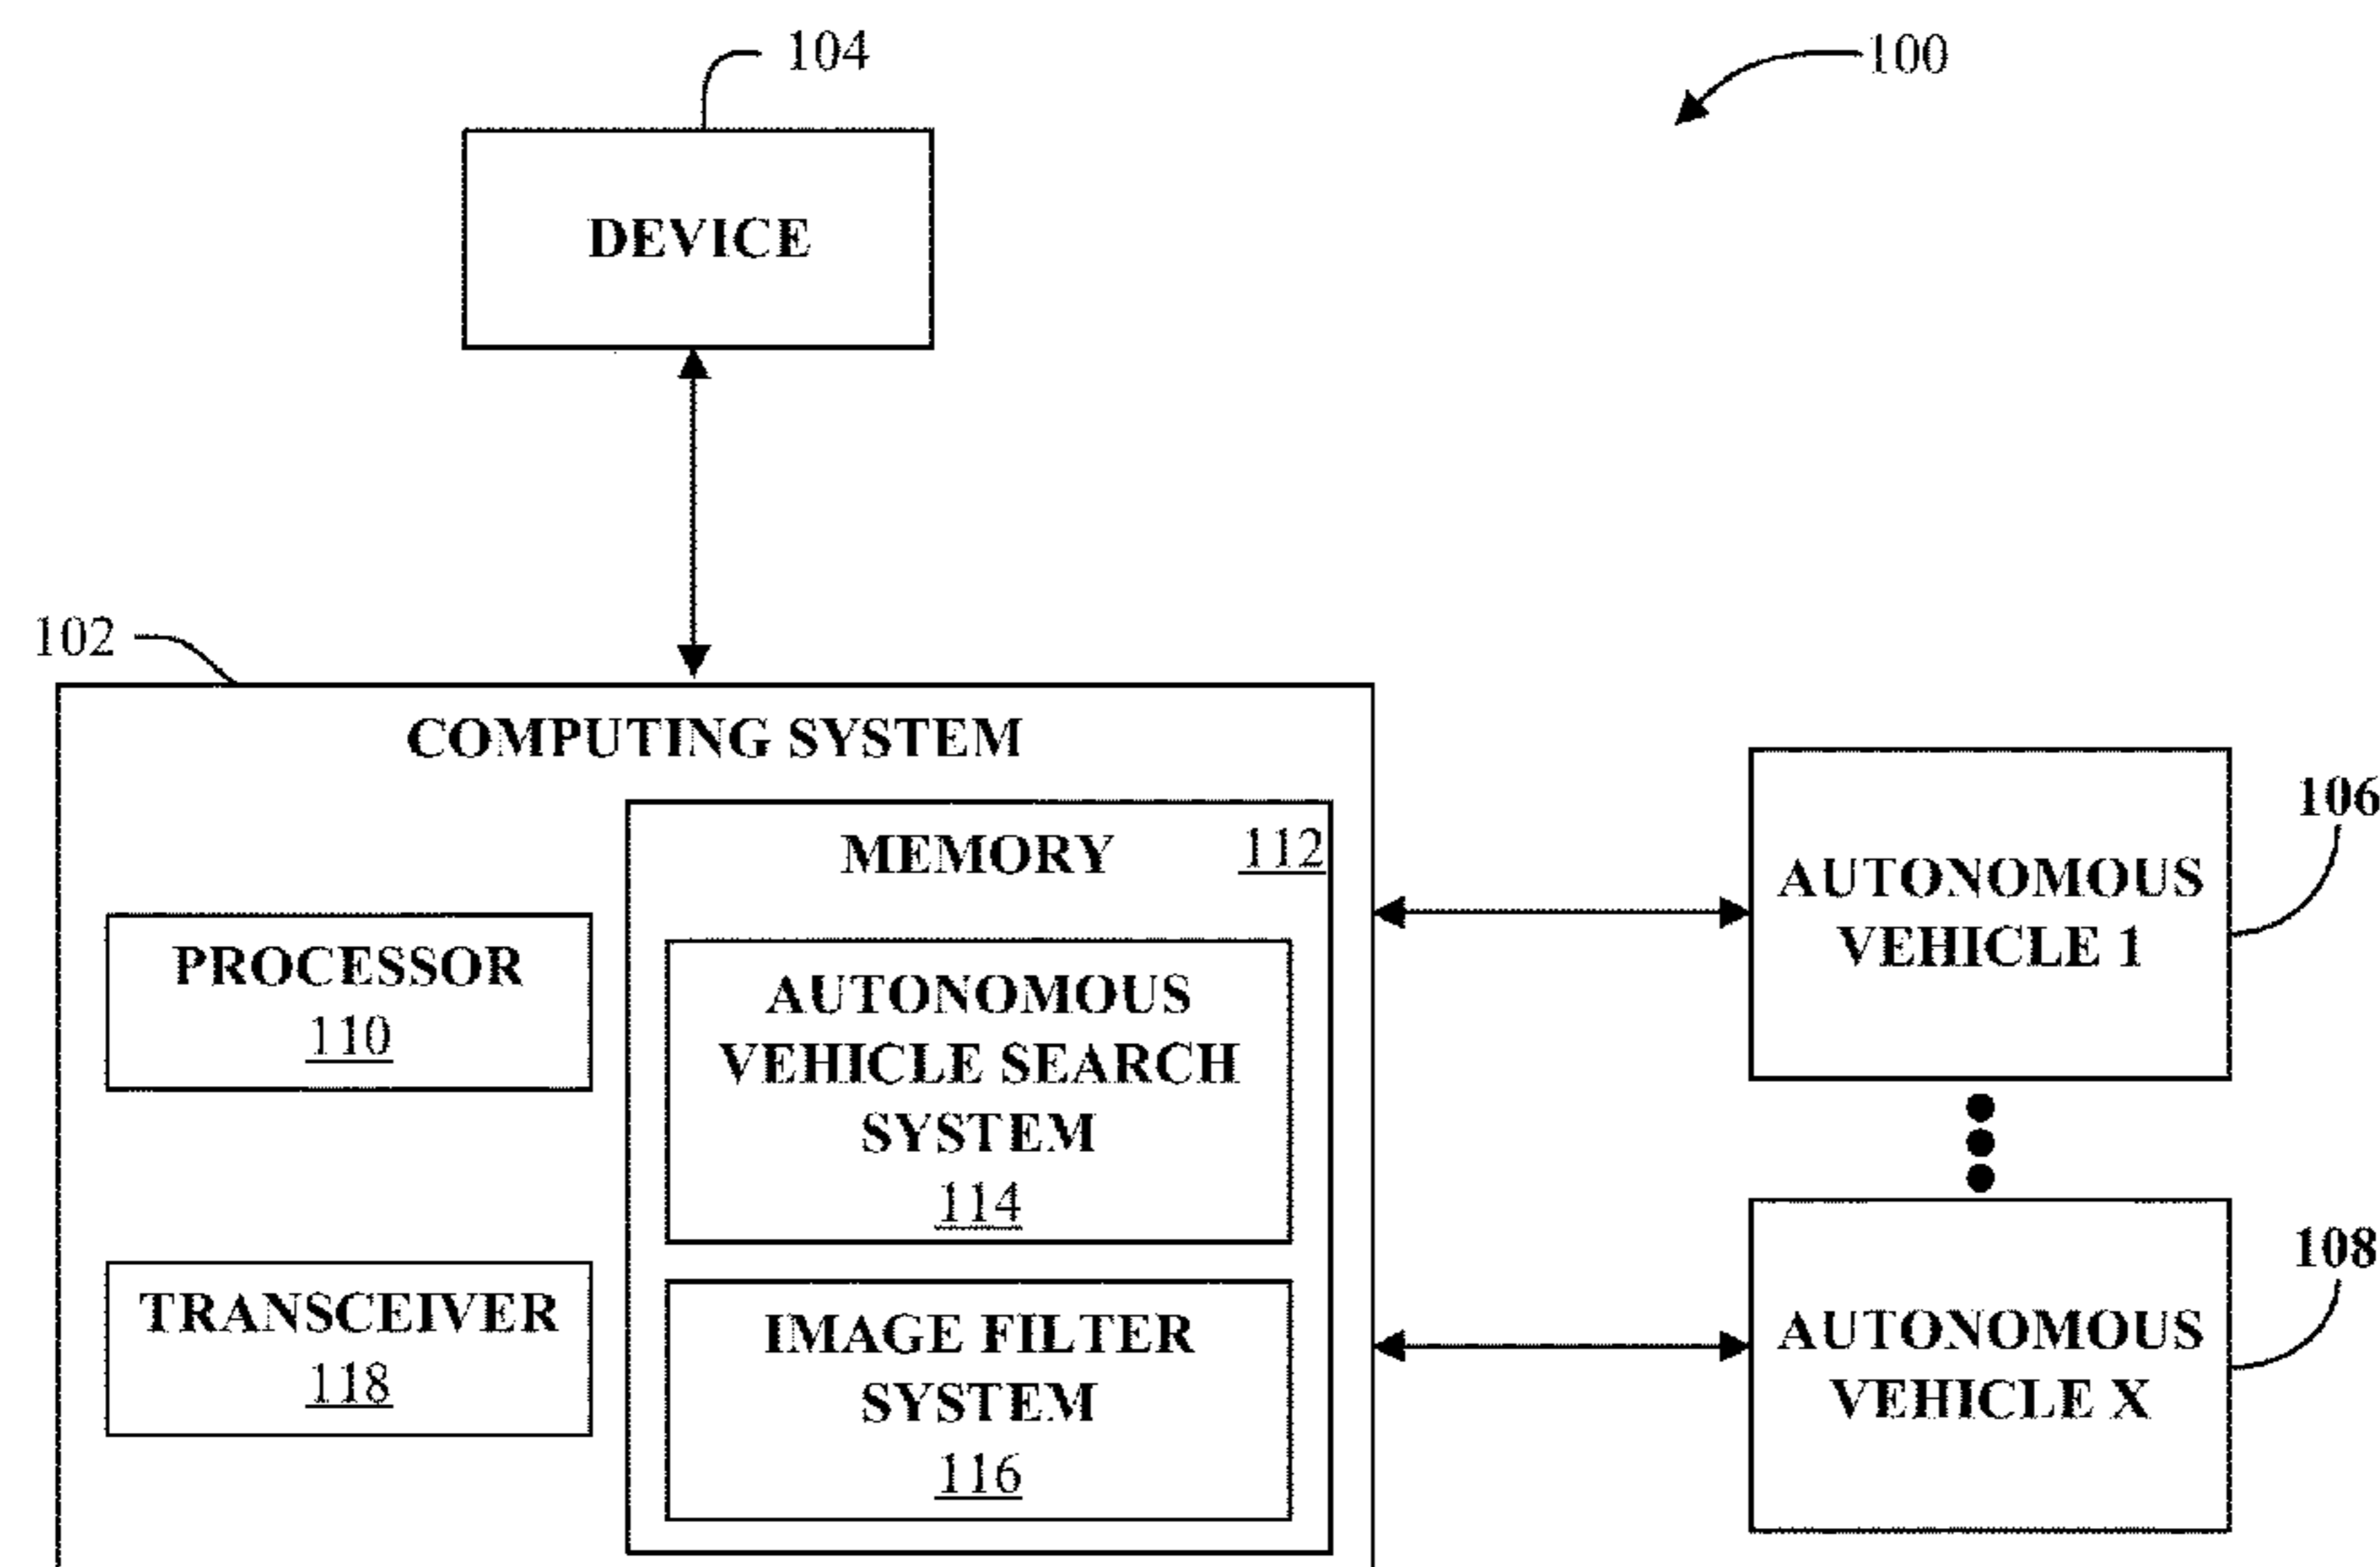 104
100
DEVICE
102
COMPUTING SYSTEM
MEMORY 112
PROCESSOR
110
AUTONOMOUS
VEHICLE SEARCH
SYSTEM
114
TRANSCEIVER
118
IMAGE FILTER
SYSTEM
116
106
AUTONOMOUS
VEHICLE 1
108
AUTONOMOUS
VEHICLE X